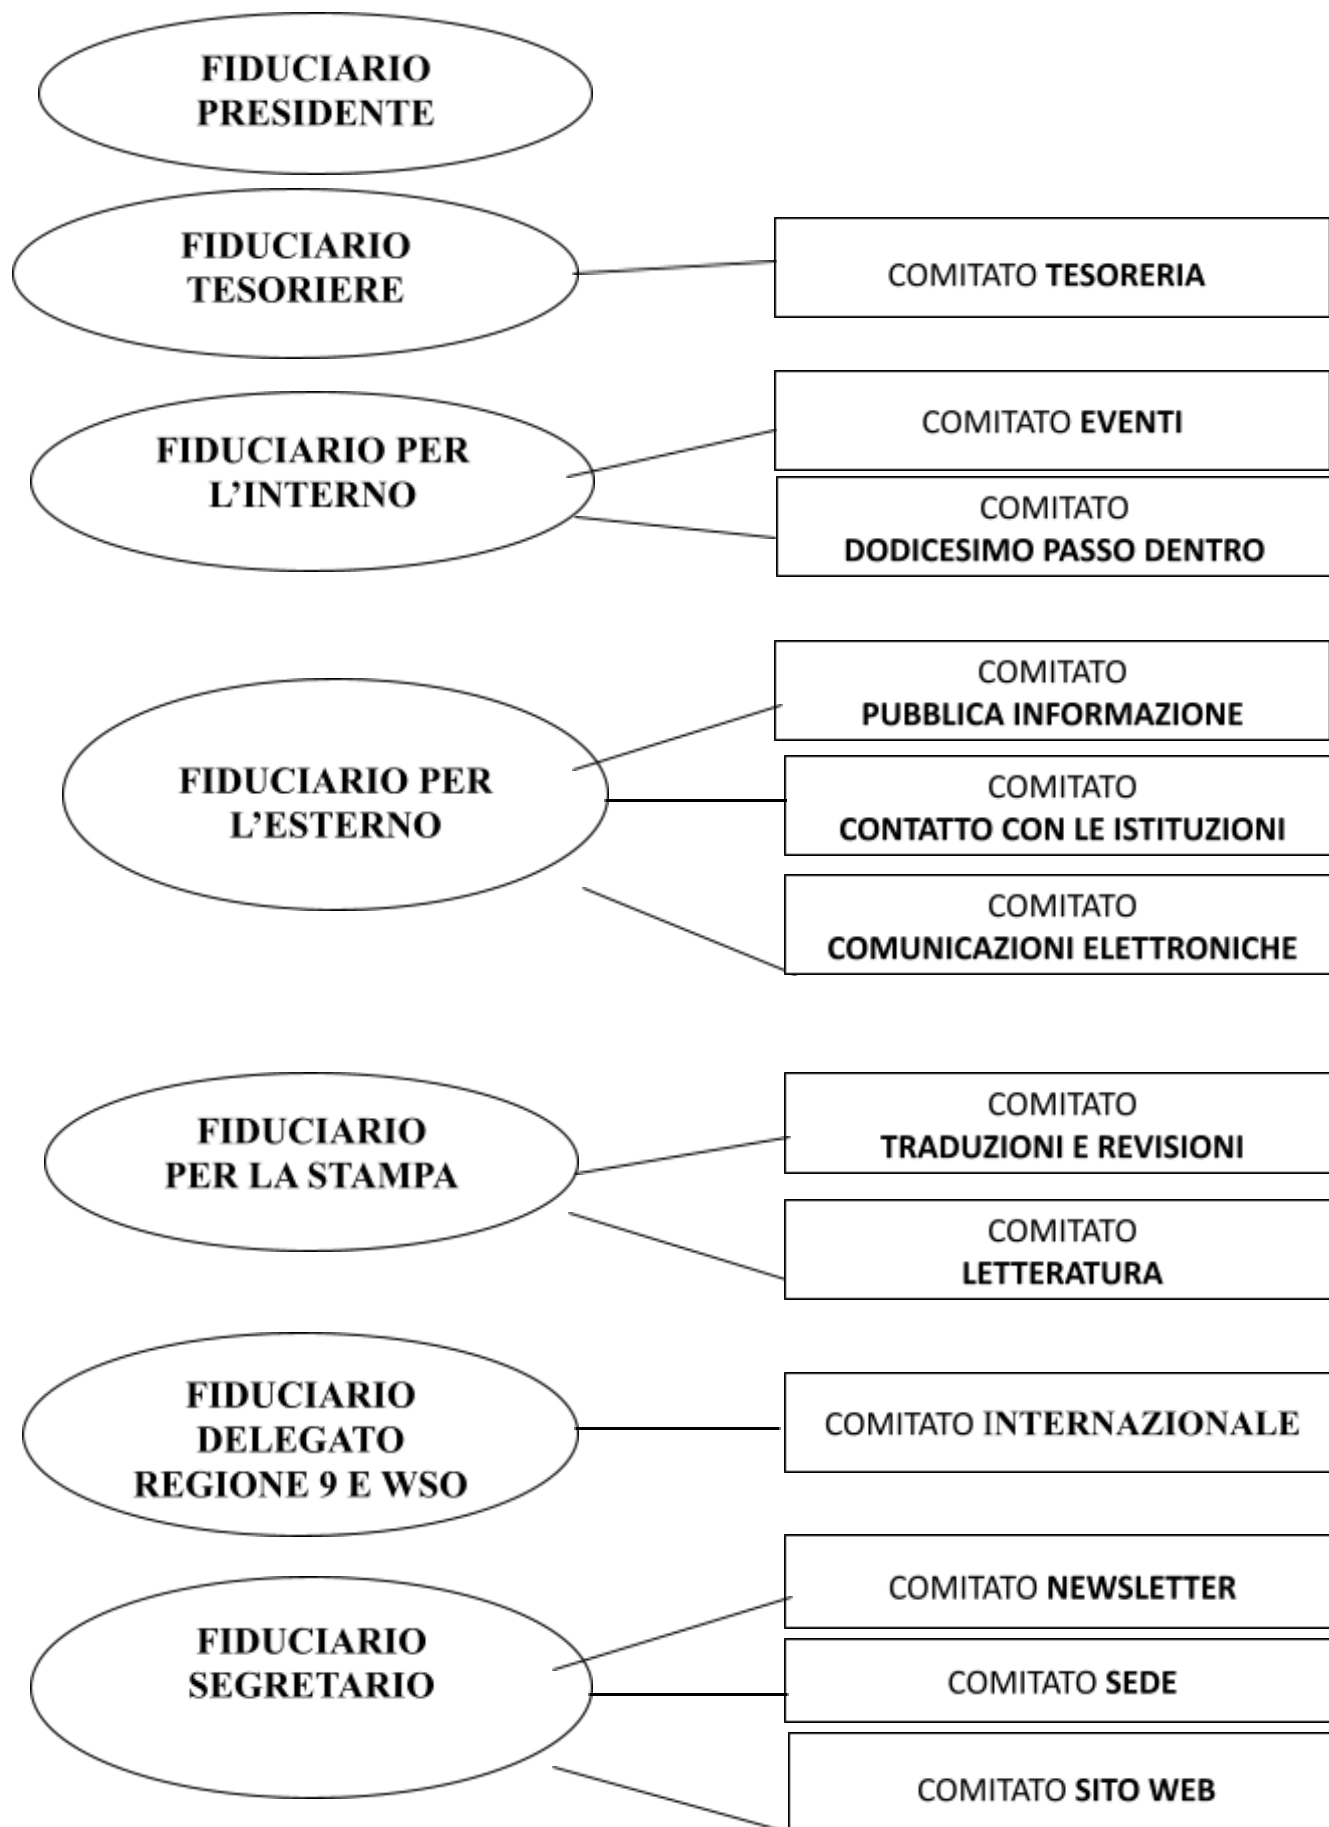 FIDUCIARIO
PRESIDENTE
FIDUCIARIO
TESORIERE
COMITATO TESORERIA
FIDUCIARIO PER
L’INTERNO
COMITATO EVENTI
COMITATO
DODICESIMO PASSO DENTRO
FIDUCIARIO PER
L’ESTERNO
COMITATO
PUBBLICA INFORMAZIONE
COMITATO
CONTATTO CON LE ISTITUZIONI
COMITATO
COMUNICAZIONI ELETTRONICHE
FIDUCIARIO
PER LA STAMPA
COMITATO
TRADUZIONI E REVISIONI
COMITATO
LETTERATURA
FIDUCIARIO
DELEGATO
REGIONE 9 E WSO
COMITATO INTERNAZIONALE
FIDUCIARIO
SEGRETARIO
COMITATO NEWSLETTER
COMITATO SEDE
COMITATO SITO WEB